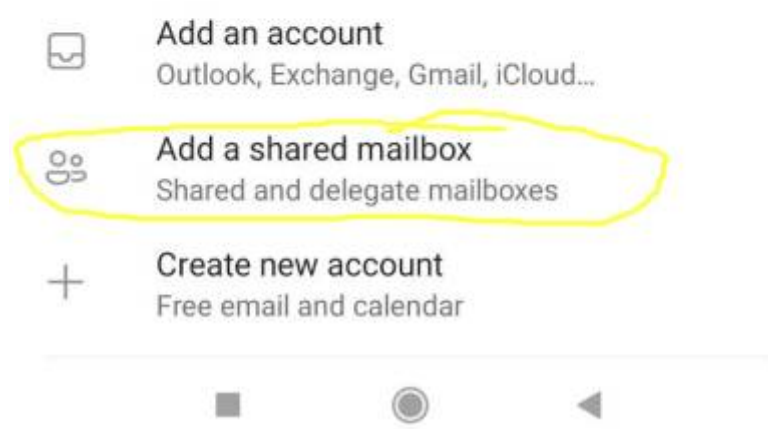 Add an account
Outlook, Exchange, Gmail, iCloud...
Add a shared mailbox
Shared and delegate mailboxes
Create new account
Free email and calendar